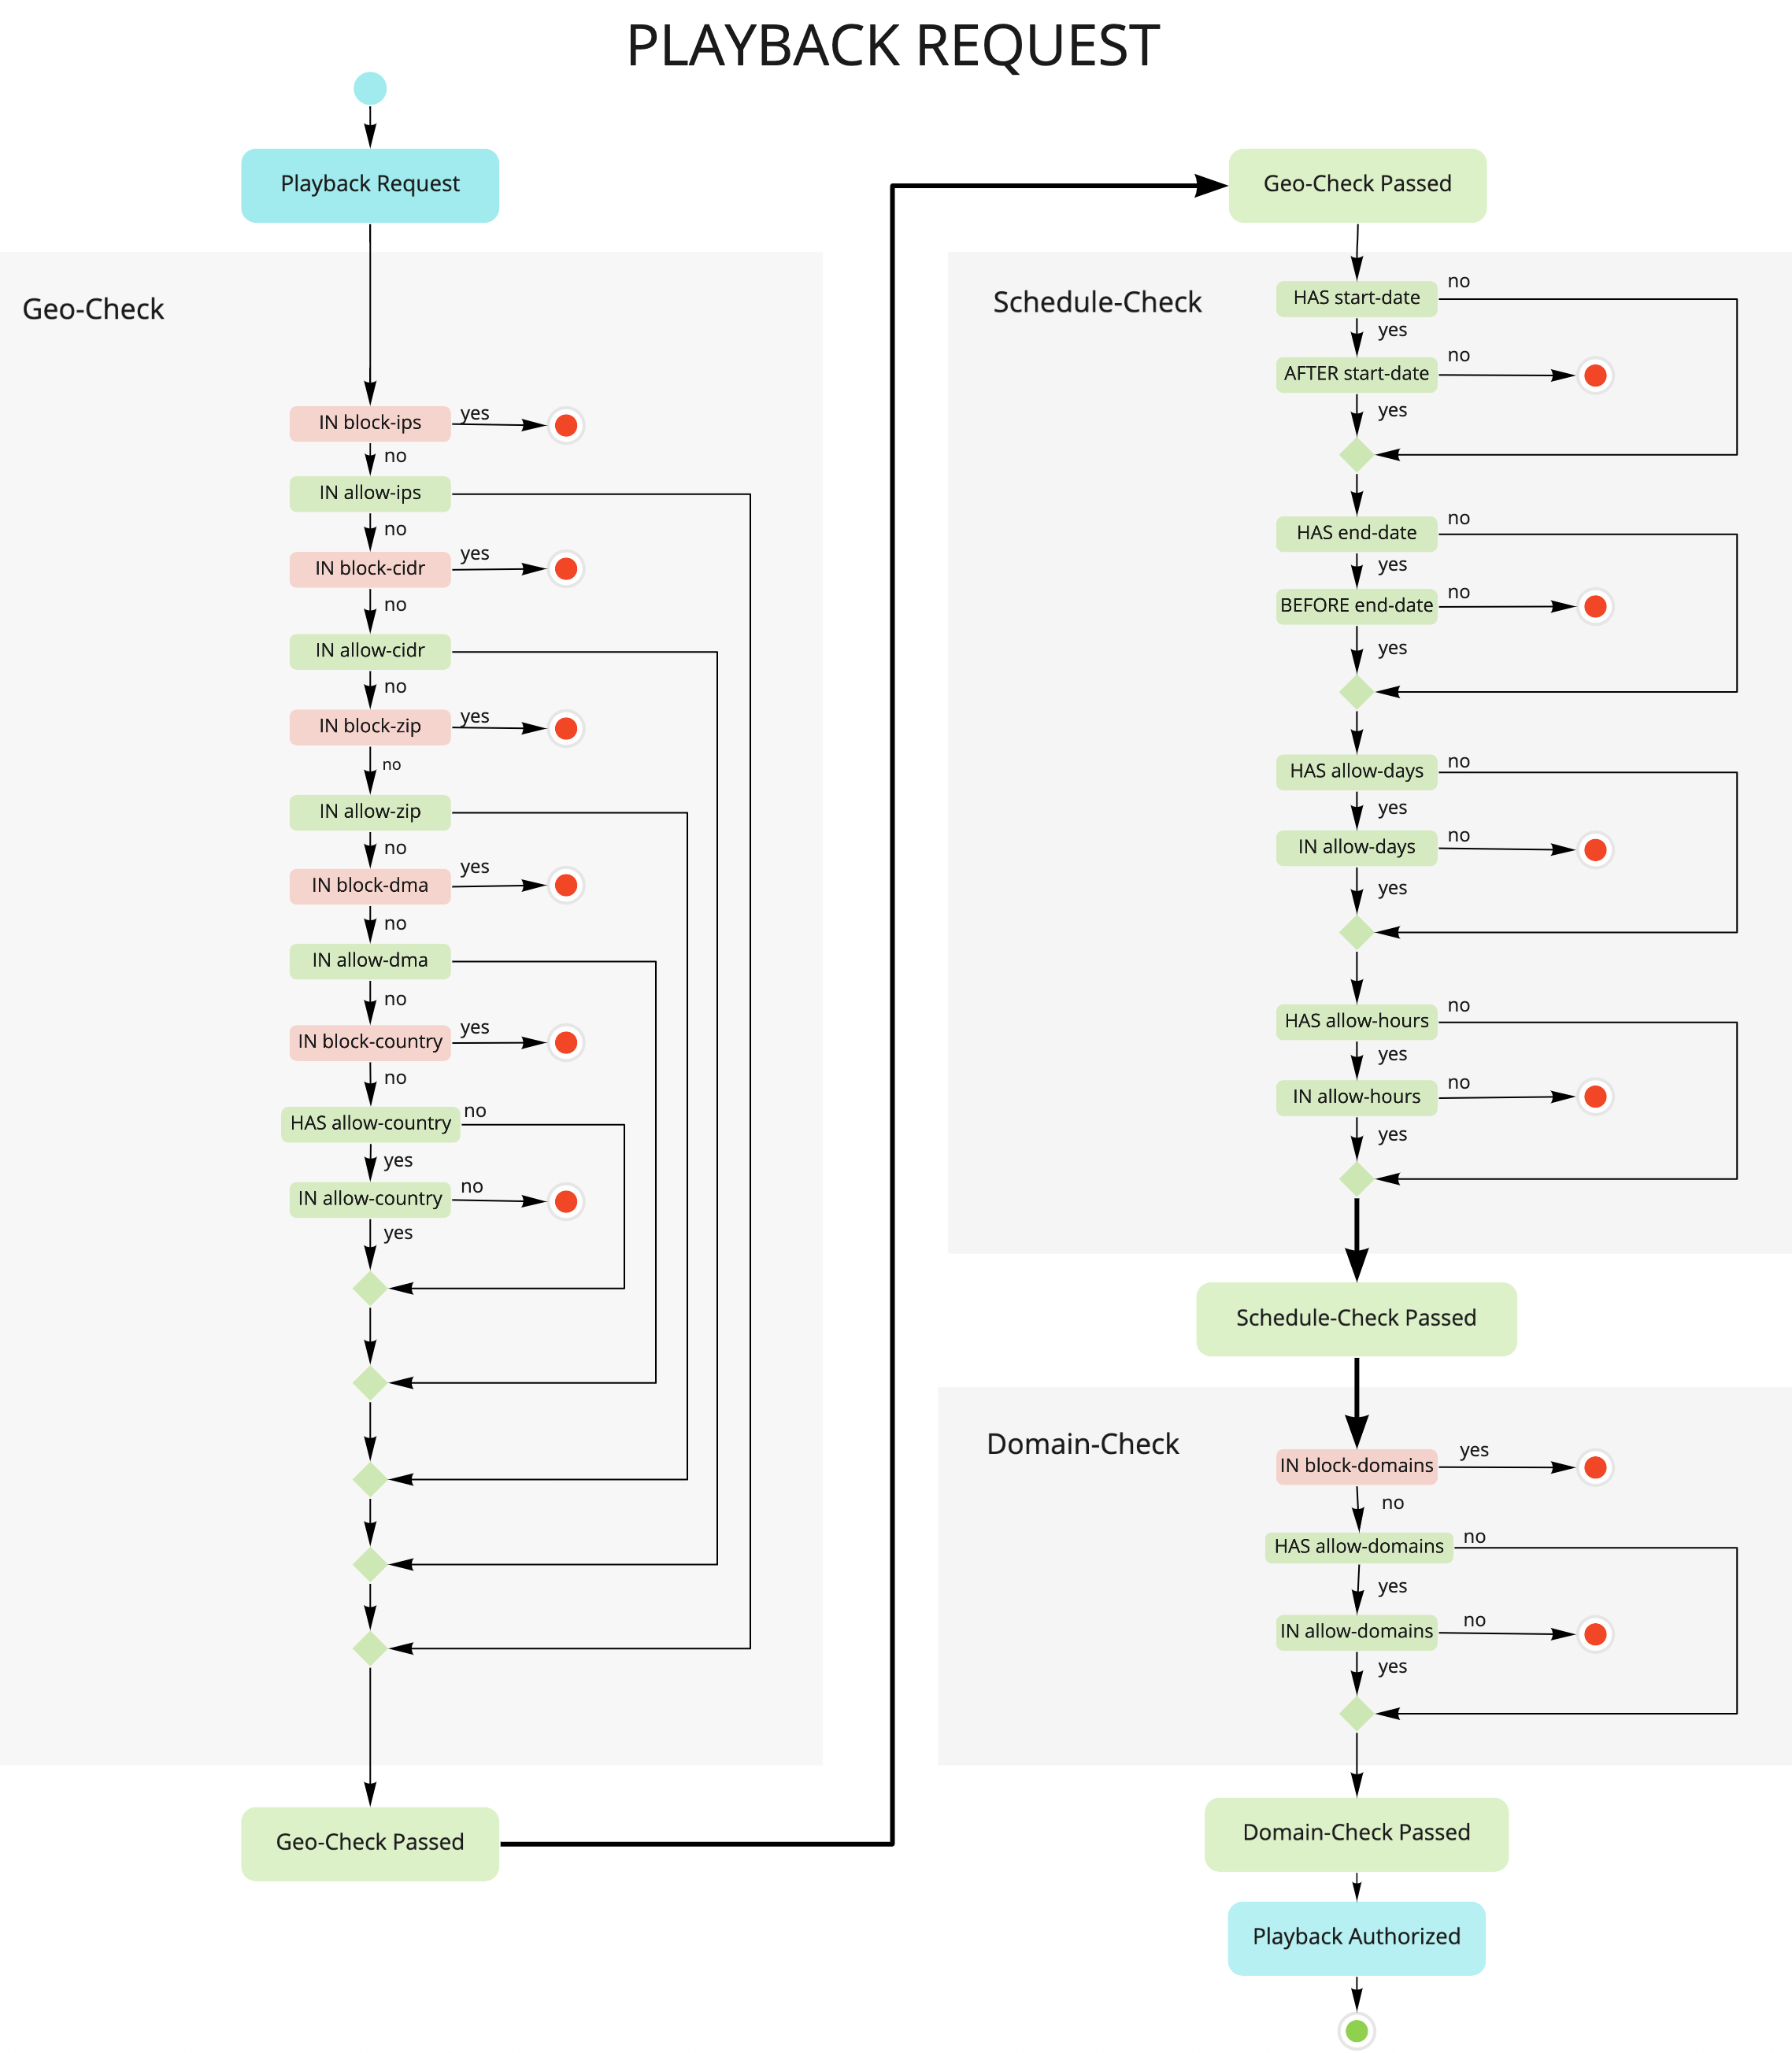 PLAYBACK REQUEST
Playback Request
Geo-Check
IN block-ips
yes
no
IN allow-ips
no
IN block-cidr
yes
no
IN allow-cidr
no
IN block-zip
yes
no
IN allow-zip
no
IN block-dma
yes
no
IN allow-dma
no
IN block-country
yes
no
HAS allow-country
no
yes
IN allow-country
no
yes
Geo-Check Passed
Geo-Check Passed
Schedule-Check
HAS start-date
no
yes
AFTER start-date
no
yes
HAS end-date
no
yes
BEFORE end-date
no
yes
HAS allow-days
no
yes
IN allow-days
no
yes
HAS allow-hours
no
yes
IN allow-hours
no
yes
Schedule-Check Passed
Domain-Check
IN block-domains
yes
no
HAS allow-domains
no
yes
IN allow-domains
no
yes
Domain-Check Passed
Playback Authorized